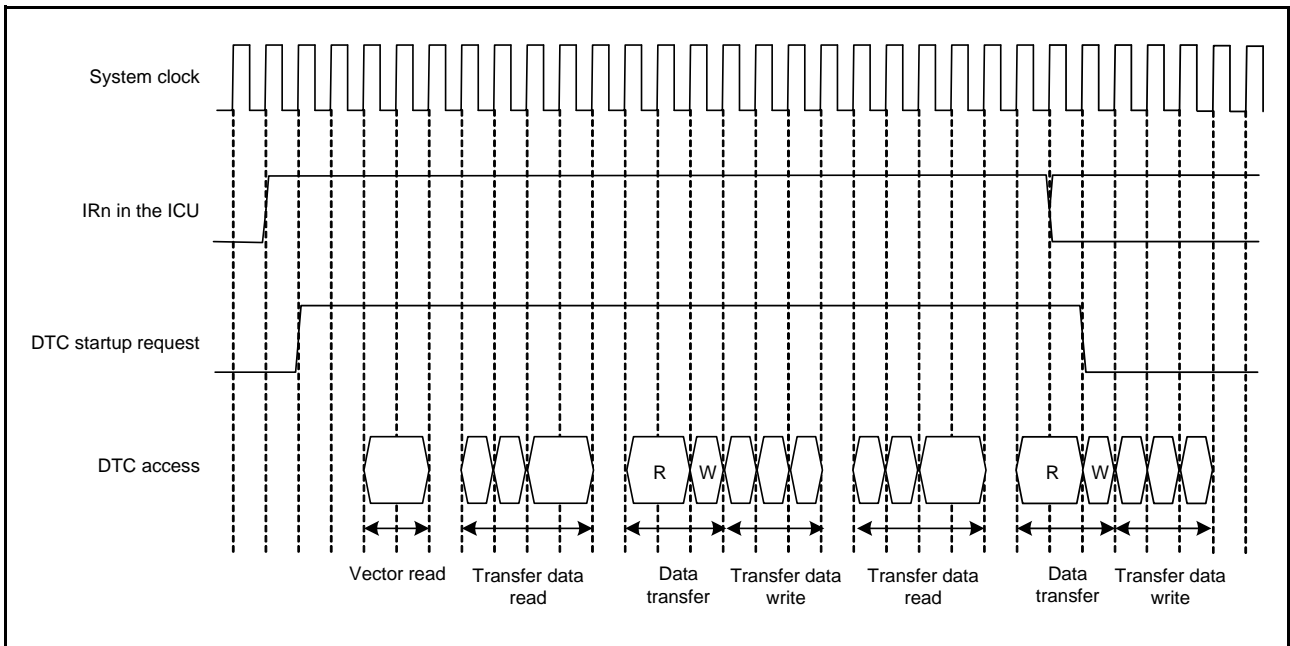 System clock
IRn in the ICU
DTC startup request
DTC access
R
W
R
W
Vector read
Transfer data
read
Data
transfer
Transfer data
write
Transfer data
read
Data
transfer
Transfer data
write